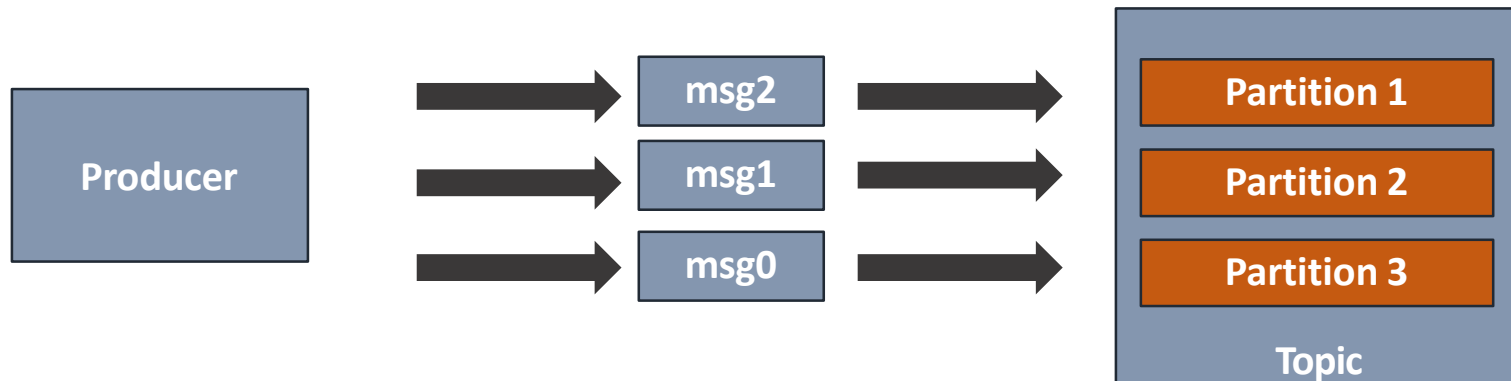 Producer
msg2
msg1
msg0
Partition 1
Partition 2
Partition 3
Topic